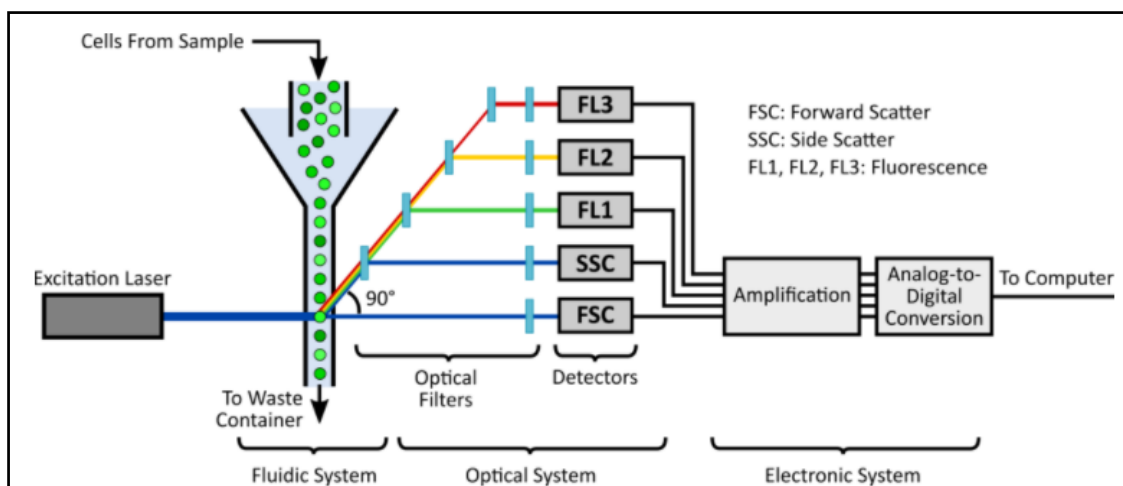 Cells From Sample
FL3
FSC: Forward Scatter
SSC: Side Scatter
FL1, FL2, FL3: Fluorescence
FL2
FL1
Excitation Laser
90°
SSC
FSC
Amplification
Analog-to-
Digital
Conversion
To Computer
To Waste
Container
Optical
Filters
Detectors
Fluidic System
Optical System
Electronic System